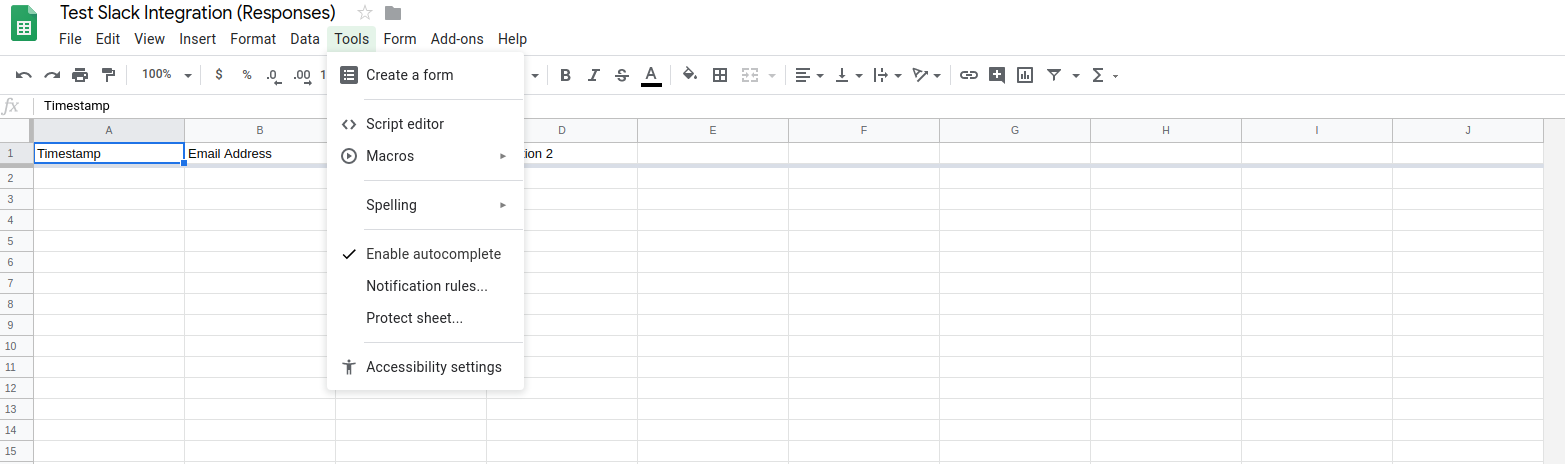 Test Slack Integration (Responses)
File Edit View Insert Format Data Tools Form Add-ons Help
100% $ % .0 .00 1 B I S A Σ
Create a form
fx Timestamp
Script editor
A B D E F G H I J
1 Timestamp Email Address ion 2
Macros
2
3
Spelling
4
5
Enable autocomplete
6
Notification rules...
7
8
Protect sheet...
9
10
Accessibility settings
11
12
13
14
15